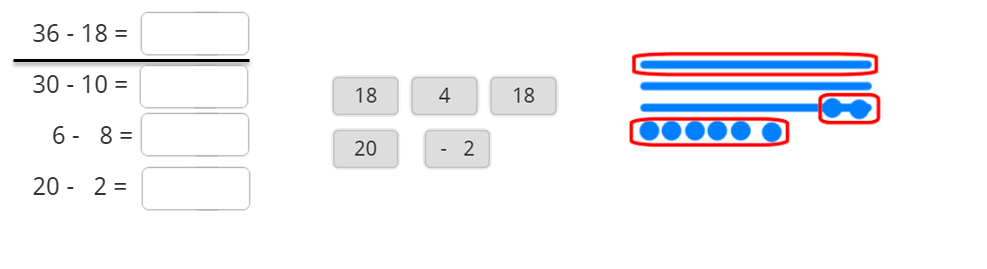 36 - 18 =
30 - 10 =
6 - 8 =
20 - 2 =
18 4 18
20 - 2